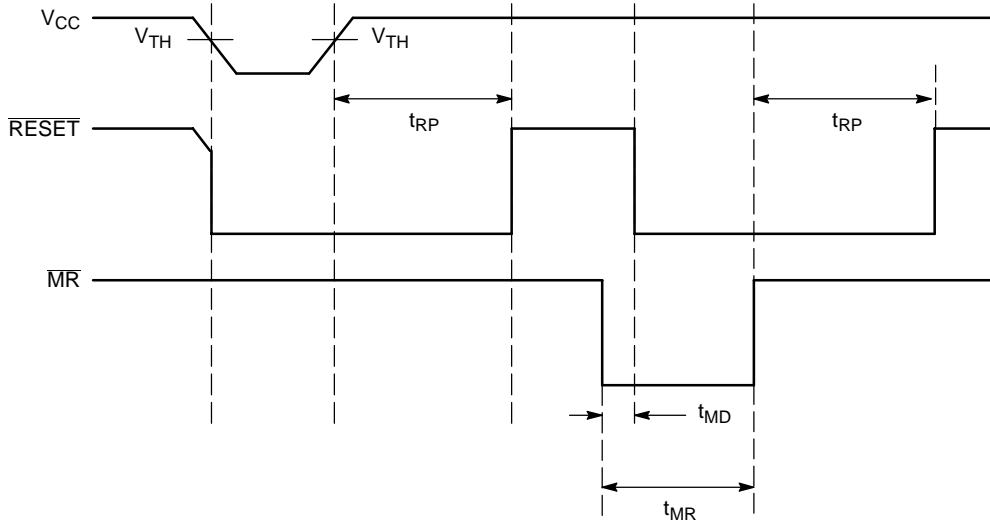 VCC
VTH VTH
tRP tRP
RESET
MR
tMD
tMR